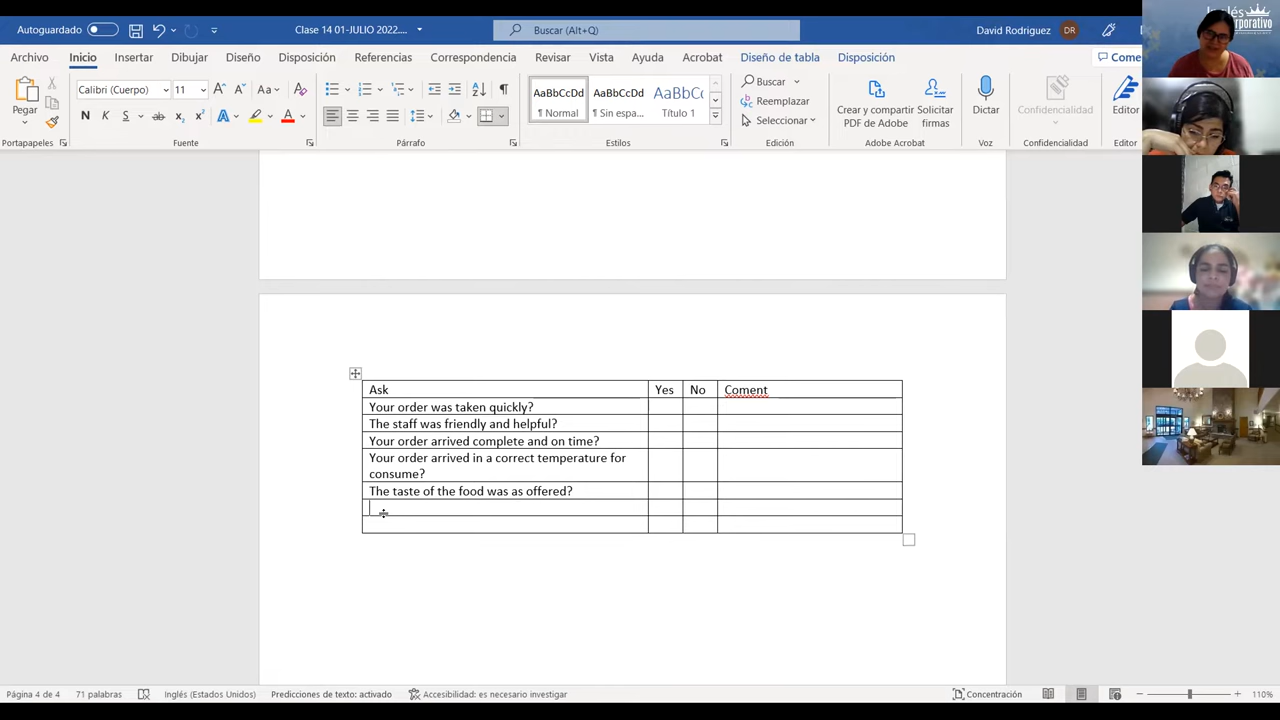 Autoguardado
Clase 14 01-JULIO 2022....
Buscar (Alt+Q)
David Rodriguez
DR
Archivo
Inicio
Insertar
Dibujar
Diseño
Disposición
Referencias
Correspondencia
Revisar
Vista
Ayuda
Acrobat
Diseño de tabla
Disposición
Come
Pegar
Calibri (Cuerpo)
11
N K S
AaBbCcDd
¶ Normal
AaBbCcDd
¶ Sin espa...
AaBbCc
Título 1
Buscar
Reemplazar
Seleccionar
Crear y compartir
PDF de Adobe
Solicitar
firmas
Dictar
Confidencialidad
Editor
Portapapeles
Fuente
Párrafo
Estilos
Edición
Adobe Acrobat
Voz
Confidencialidad
Editor
Ask Yes No Coment
Your order was taken quickly?
The staff was friendly and helpful?
Your order arrived complete and on time?
Your order arrived in a correct temperature for
consume?
The taste of the food was as offered?
Página 4 de 4
71 palabras
Inglés (Estados Unidos)
Predicciones de texto: activado
Accesibilidad: es necesario investigar
Concentración
110%